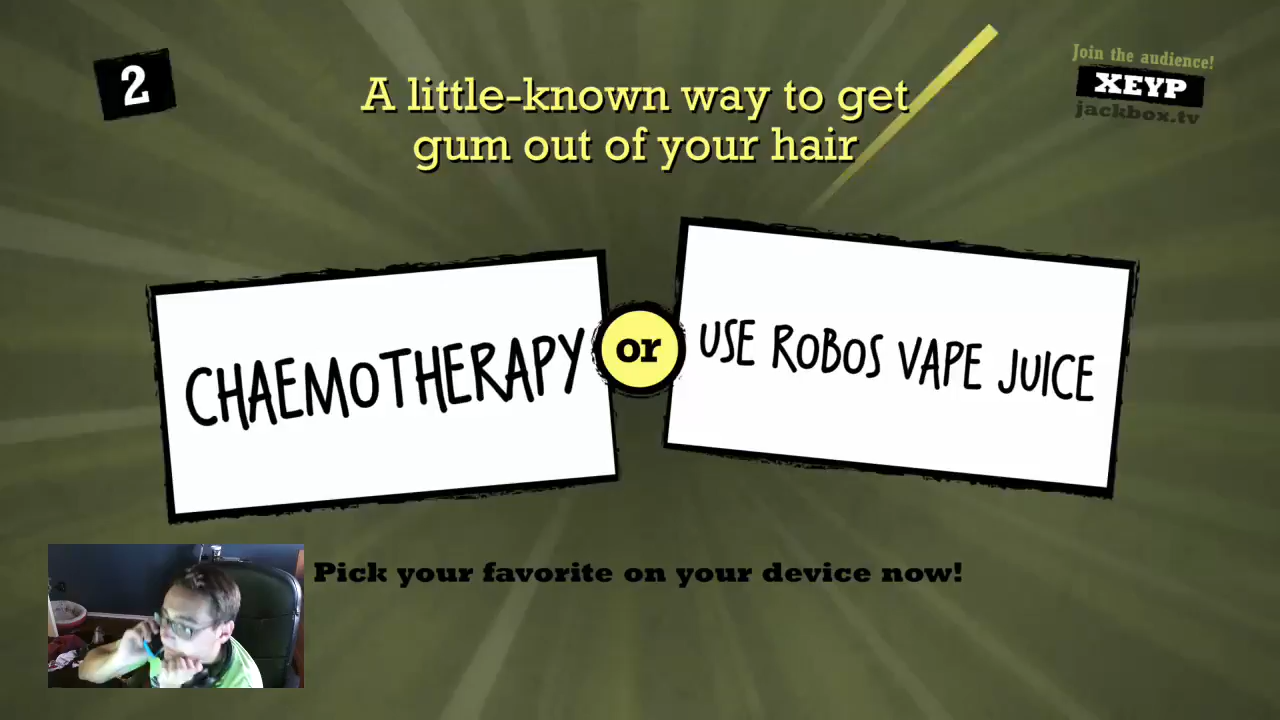 2
A little-known way to get
gum out of your hair
Join the audience!
XEYP
jackbox.tv
CHAEMOTHERAPY
or
USE ROBOS VAPE JUICE
Pick your favorite on your device now!